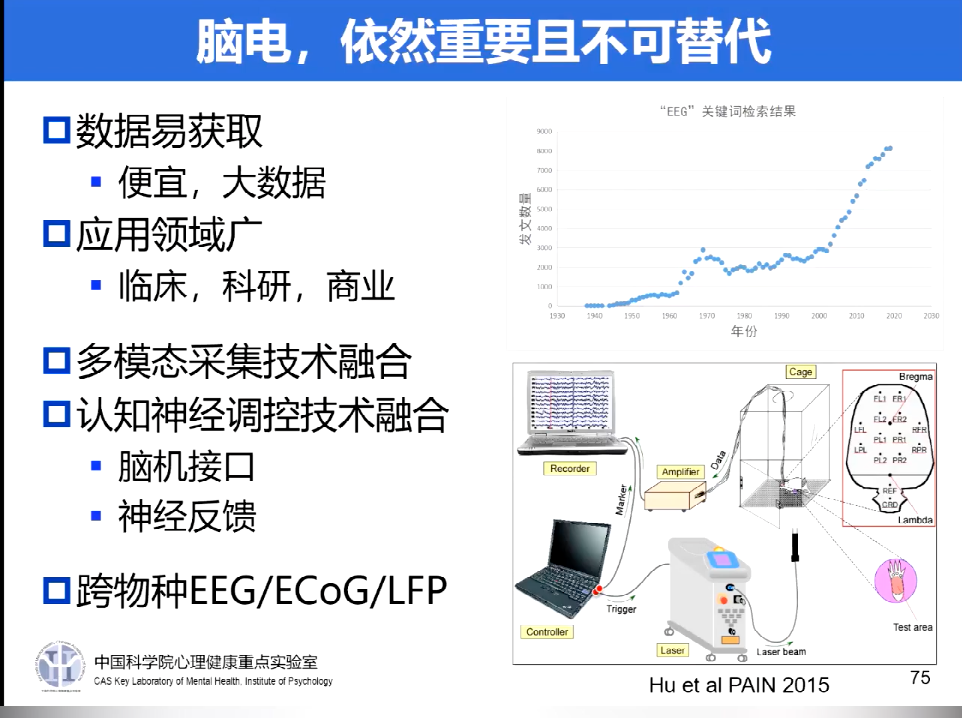 脑电，依然重要且不可替代
数据易获取
便宜，大数据
应用领域广
临床，科研，商业
多模态采集技术融合
认知神经调控技术融合
脑机接口
神经反馈
跨物种EEG/ECoG/LFP
“EEG”关键词检索结果
发文数量
9000
8000
7000
6000
5000
4000
3000
2000
1000
0
1930 1940 1950 1960 1970 1980 1990 2000 2010 2020 2030
年份
Cage
Bregma
FL1 FR1
FL2 FR2
LFL RFR
PL1 PR1
LPL RPR
PL2 PR2
REF
GRD
Lambda
Recorder
Amplifier
Data
Marker
Trigger
Controller
Laser
Laser beam
Test area
Hu et al PAIN 2015
中国科学院心理健康重点实验室
CAS Key Laboratory of Mental Health, Institute of Psychology
75